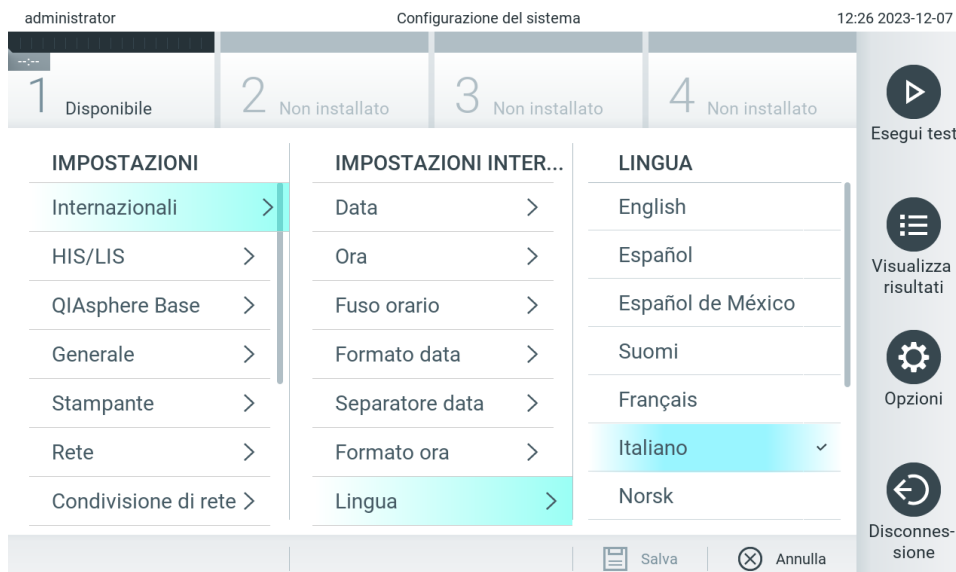 administrator
Configurazione del sistema
12:26 2023-12-07
--:--
1 Disponibile
2 Non installato
3 Non installato
4 Non installato
Esegui test
Visualizza
risultati
Opzioni
Disconnes-
sione
IMPOSTAZIONI
Internazionali
HIS/LIS
QIAsphere Base
Generale
Stampante
Rete
Condivisione di rete
IMPOSTAZIONI INTER...
Data
Ora
Fuso orario
Formato data
Separatore data
Formato ora
Lingua
LINGUA
English
Español
Español de México
Suomi
Français
Italiano
Norsk
Salva
Annulla